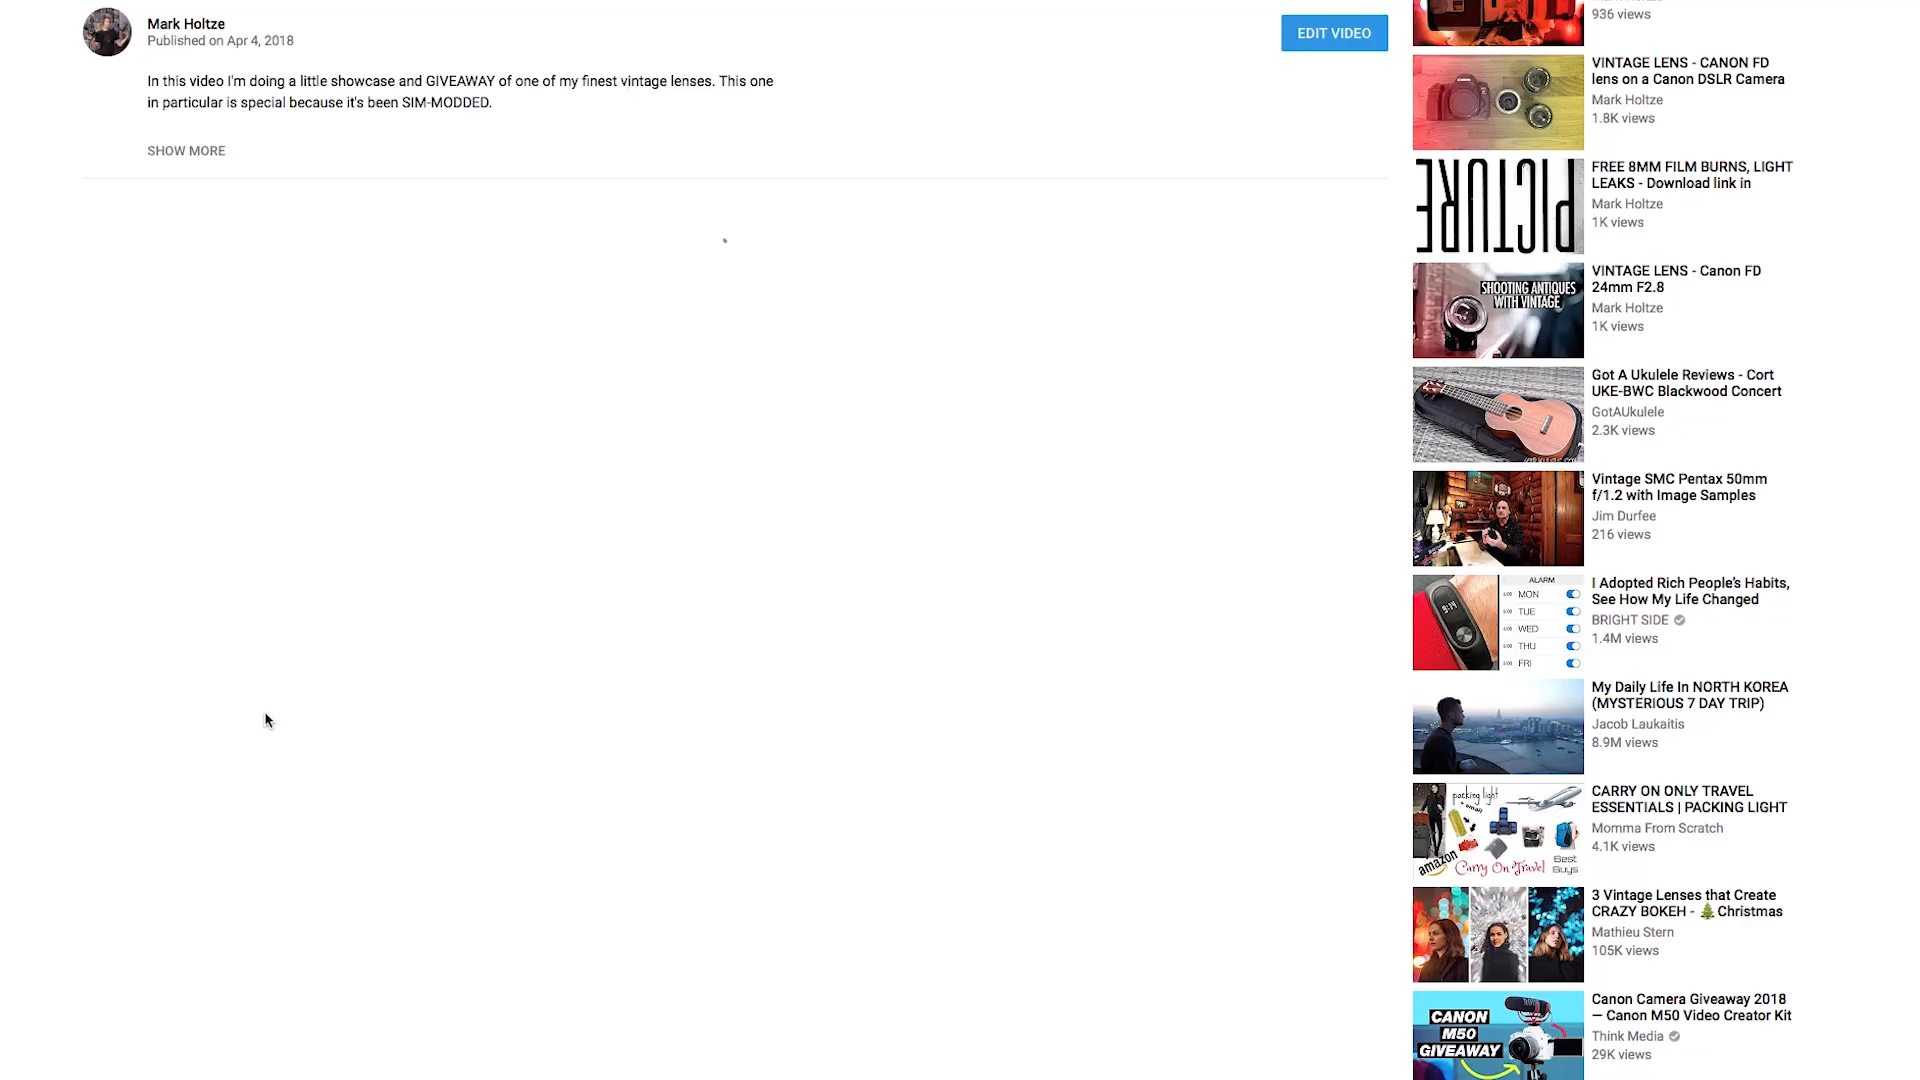 Mark Holtze
Published on Apr 4, 2018
EDIT VIDEO
In this video I'm doing a little showcase and GIVEAWAY of one of my finest vintage lenses. This one
in particular is special because it's been SIM-MODDED.
SHOW MORE
936 views
VINTAGE LENS - CANON FD
lens on a Canon DSLR Camera
Mark Holtze
1.8K views
PICTURE
FREE 8MM FILM BURNS, LIGHT
LEAKS - Download link in
Mark Holtze
1K views
SHOOTING ANTIQUES
WITH VINTAGE
VINTAGE LENS - Canon FD
24mm F2.8
Mark Holtze
1K views
Got A Ukulele Reviews - Cort
UKE-BWC Blackwood Concert
GotAUkulele
2.3K views
Vintage SMC Pentax 50mm
f/1.2 with Image Samples
Jim Durfee
216 views
ALARM
MON
TUE
WED
THU
FRI
I Adopted Rich People's Habits,
See How My Life Changed
BRIGHT SIDE
1.4M views
My Daily Life In NORTH KOREA
(MYSTERIOUS 7 DAY TRIP)
Jacob Laukaitis
8.9M views
packing light
+ small
amazon
Carry On Travel
Best
Buys
CARRY ON ONLY TRAVEL
ESSENTIALS | PACKING LIGHT
Momma From Scratch
4.1K views
3 Vintage Lenses that Create
CRAZY BOKEH - 🎄Christmas
Mathieu Stern
105K views
CANON
M50
GIVEAWAY
Canon Camera Giveaway 2018
— Canon M50 Video Creator Kit
Think Media
29K views